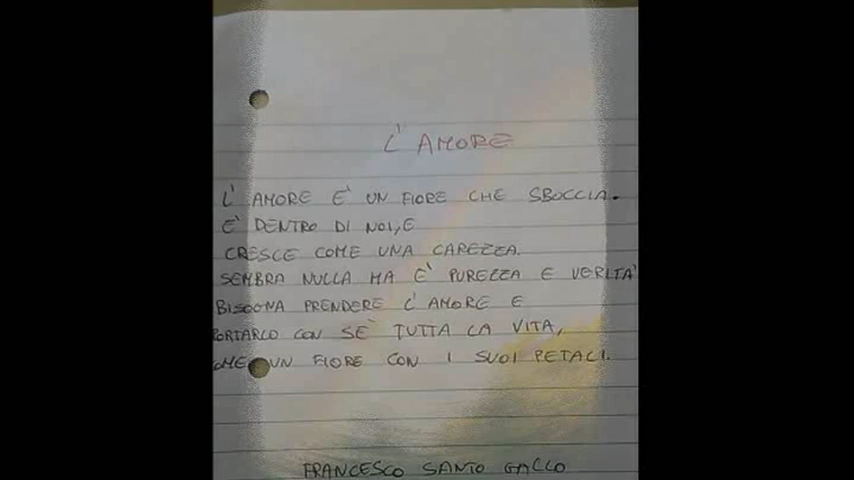 L'AMORE
L'AMORE E' UN FIORE CHE SBOCCIA.
E' DENTRO DI NOI, E
CRESCE COME UNA CAREZZA.
SEMBRA NULLA MA E' PUREZZA E VERITA'
BISOGNA PRENDERE L'AMORE E
PORTARLO CON SE' TUTTA LA VITA,
COME UN FIORE CON I SUOI PETALI.
FRANCESCO SANTO GALLO